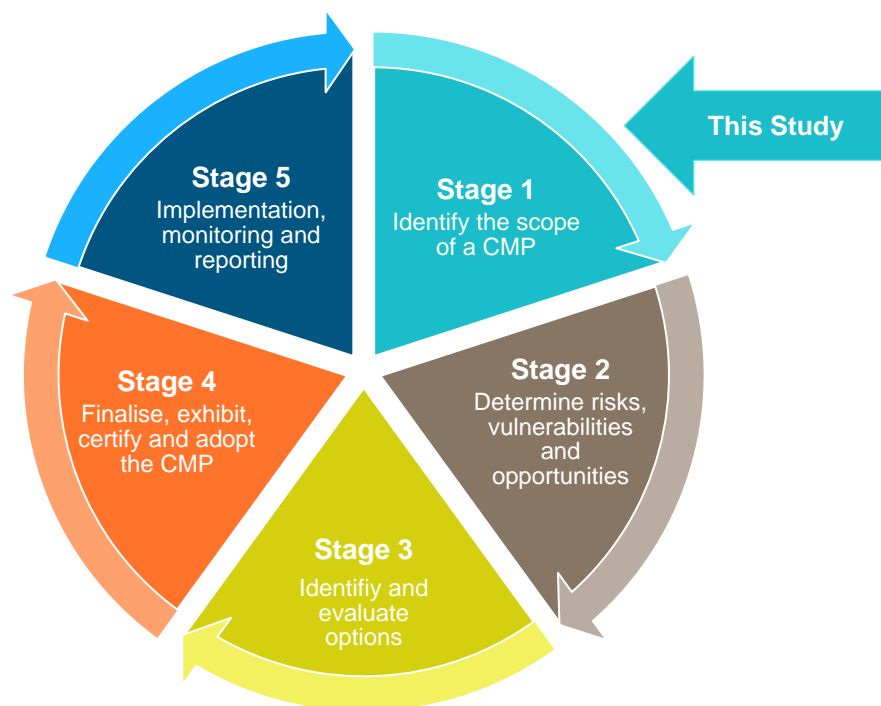 This Study
Stage 1
Identify the scope
of a CMP
Stage 2
Determine risks,
vulnerabilities
and
opportunities
Stage 3
Identifiy and
evaluate
options
Stage 4
Finalise, exhibit,
certify and adopt
the CMP
Stage 5
Implementation,
monitoring and
reporting